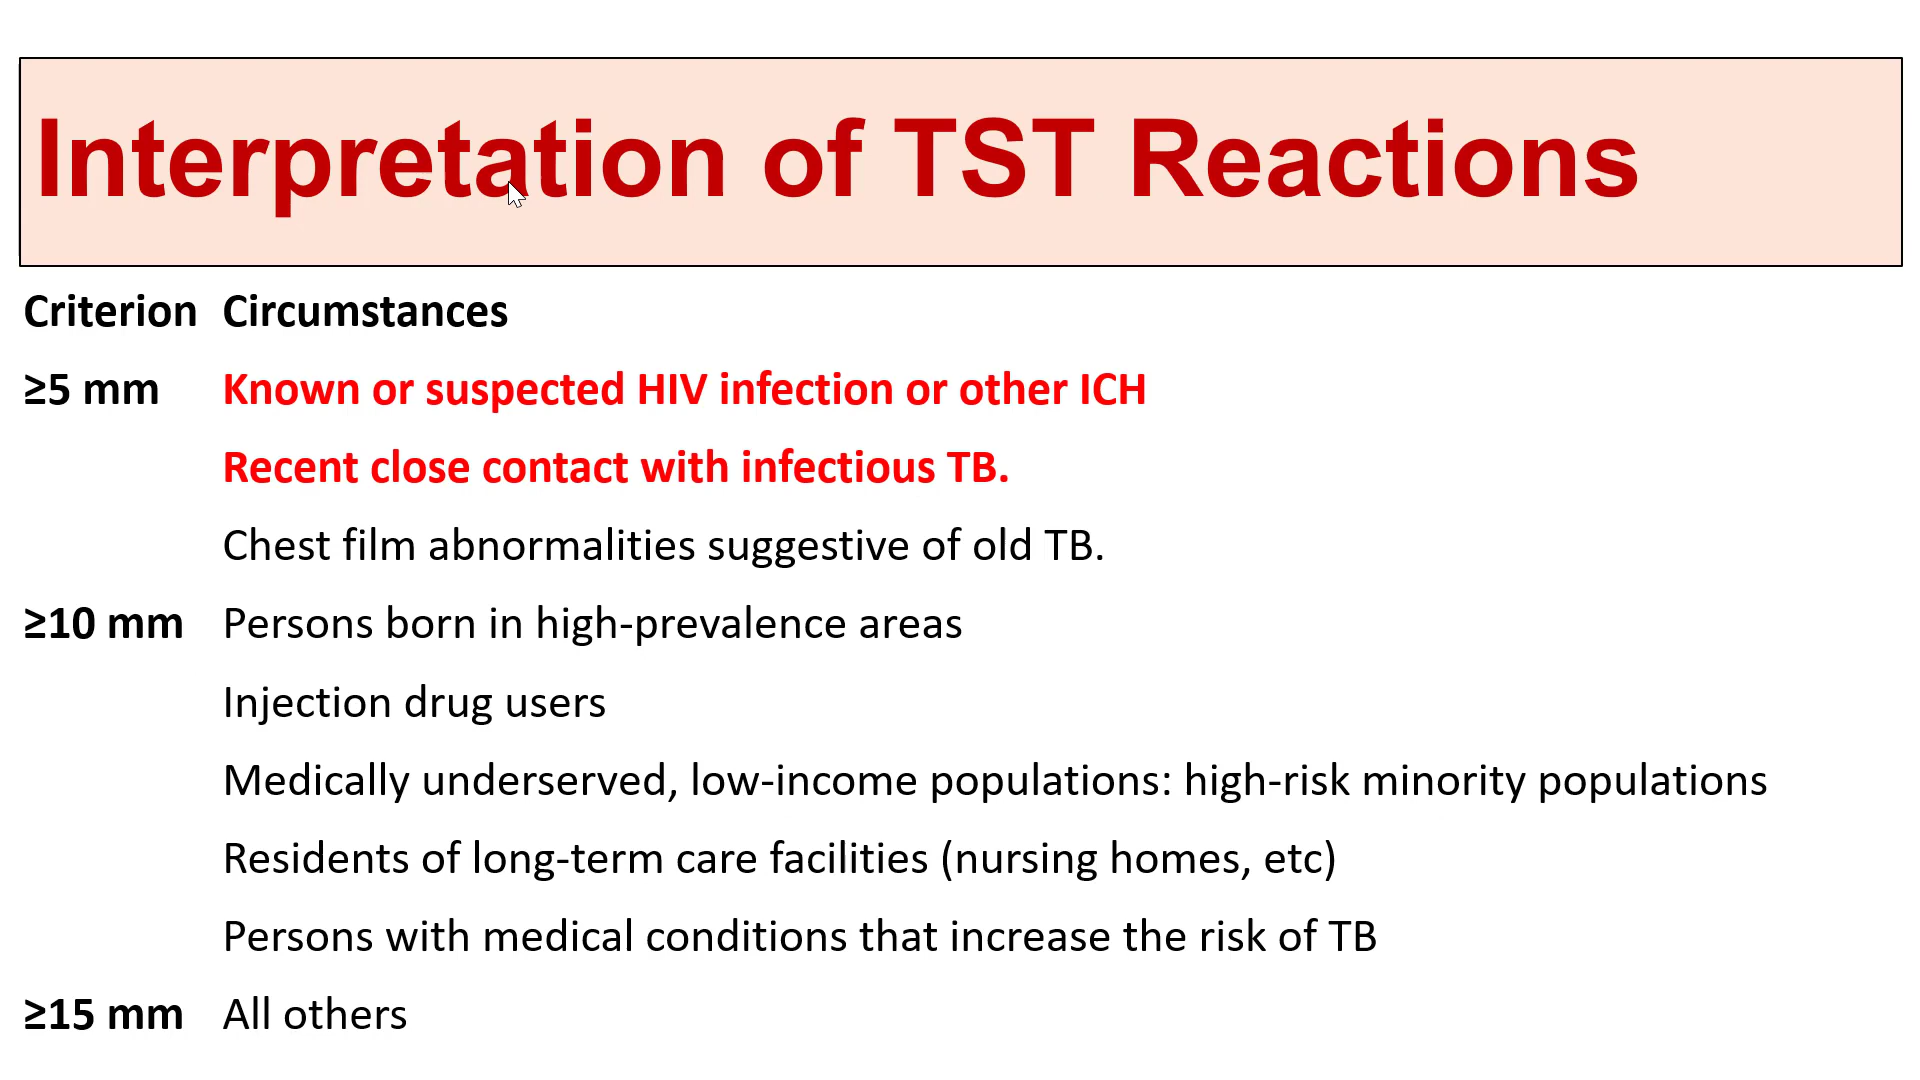 Interpretation of TST Reactions
Criterion Circumstances
≥5 mm Known or suspected HIV infection or other ICH
Recent close contact with infectious TB.
Chest film abnormalities suggestive of old TB.
≥10 mm Persons born in high-prevalence areas
Injection drug users
Medically underserved, low-income populations: high-risk minority populations
Residents of long-term care facilities (nursing homes, etc)
Persons with medical conditions that increase the risk of TB
≥15 mm All others